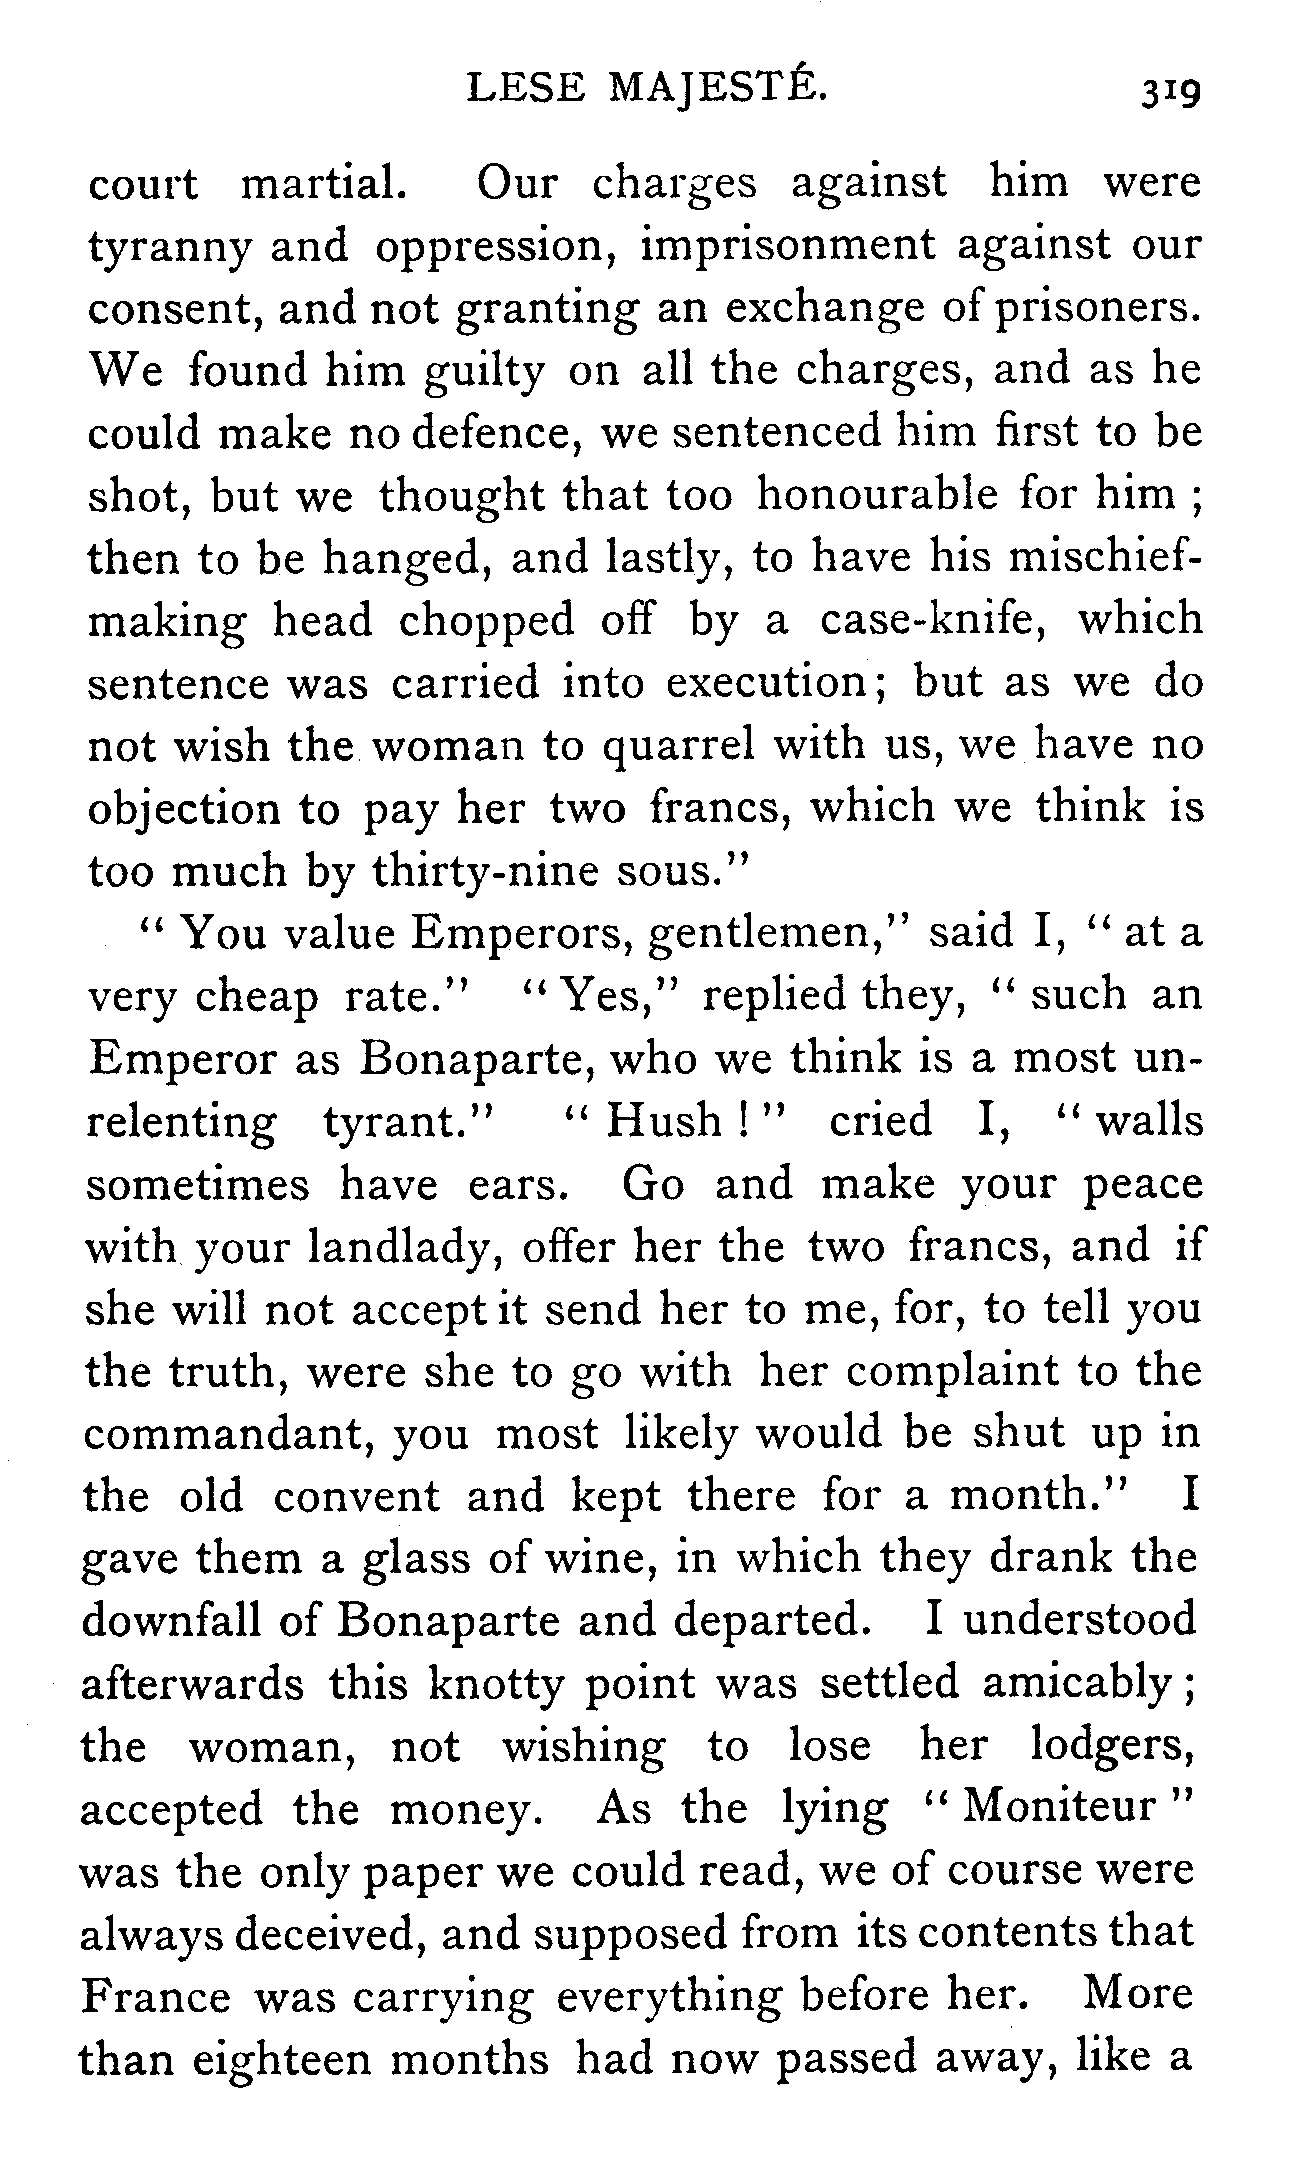 LESE MAJESTÉ. 319
court martial. Our charges against him were
tyranny and oppression, imprisonment against our
consent, and not granting an exchange of prisoners.
We found him guilty on all the charges, and as he
could make no defence, we sentenced him first to be
shot, but we thought that too honourable for him ;
then to be hanged, and lastly, to have his mischief-
making head chopped off by a case-knife, which
sentence was carried into execution; but as we do
not wish the woman to quarrel with us, we have no
objection to pay her two francs, which we think is
too much by thirty-nine sous."
" You value Emperors, gentlemen," said I, " at a
very cheap rate." " Yes," replied they, " such an
Emperor as Bonaparte, who we think is a most un-
relenting tyrant." " Hush ! " cried I, " walls
sometimes have ears. Go and make your peace
with your landlady, offer her the two francs, and if
she will not accept it send her to me, for, to tell you
the truth, were she to go with her complaint to the
commandant, you most likely would be shut up in
the old convent and kept there for a month." I
gave them a glass of wine, in which they drank the
downfall of Bonaparte and departed. I understood
afterwards this knotty point was settled amicably ;
the woman, not wishing to lose her lodgers,
accepted the money. As the lying " Moniteur "
was the only paper we could read, we of course were
always deceived, and supposed from its contents that
France was carrying everything before her. More
than eighteen months had now passed away, like a